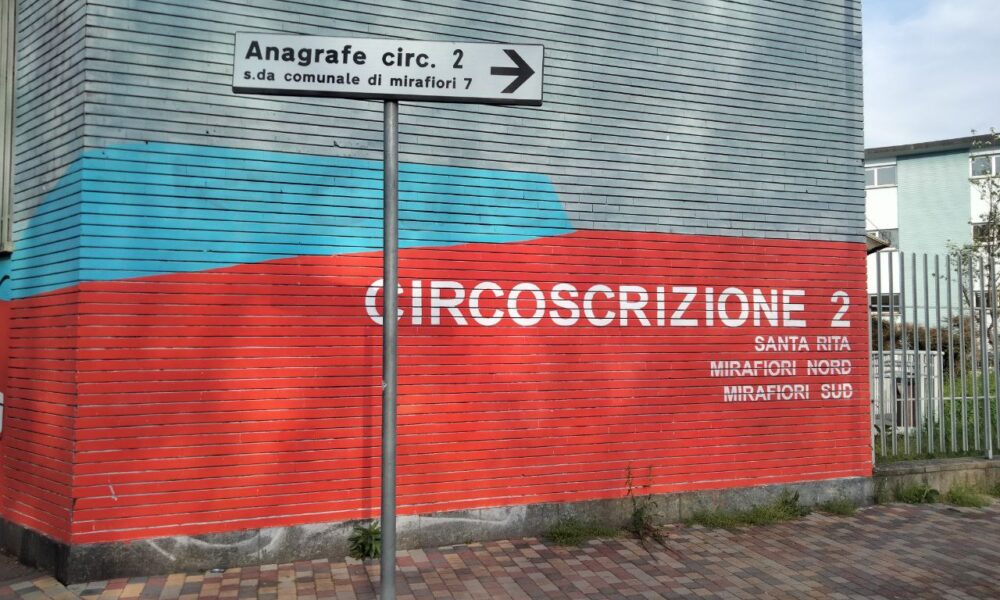 Anagrafe circ. 2
s.da comunale di mirafiori 7
CIRCOSCRIZIONE 2
SANTA RITA
MIRAFIORI NORD
MIRAFIORI SUD